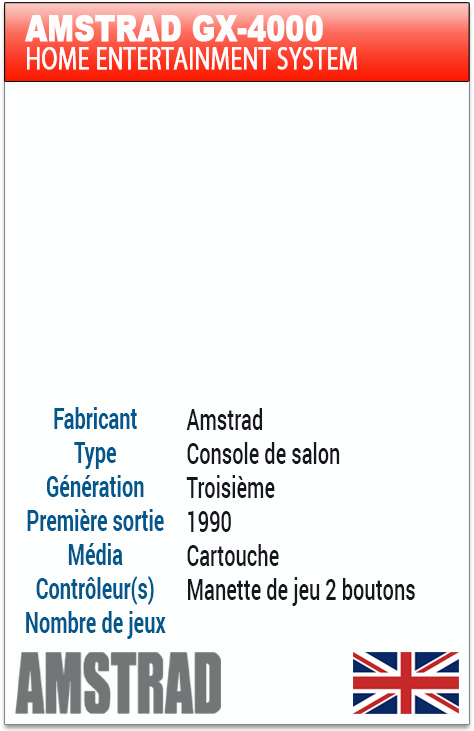 AMSTRAD GX-4000
HOME ENTERTAINMENT SYSTEM
Fabricant Amstrad
Type Console de salon
Génération Troisième
Première sortie 1990
Média Cartouche
Contrôleur(s) Manette de jeu 2 boutons
Nombre de jeux
AMSTRAD